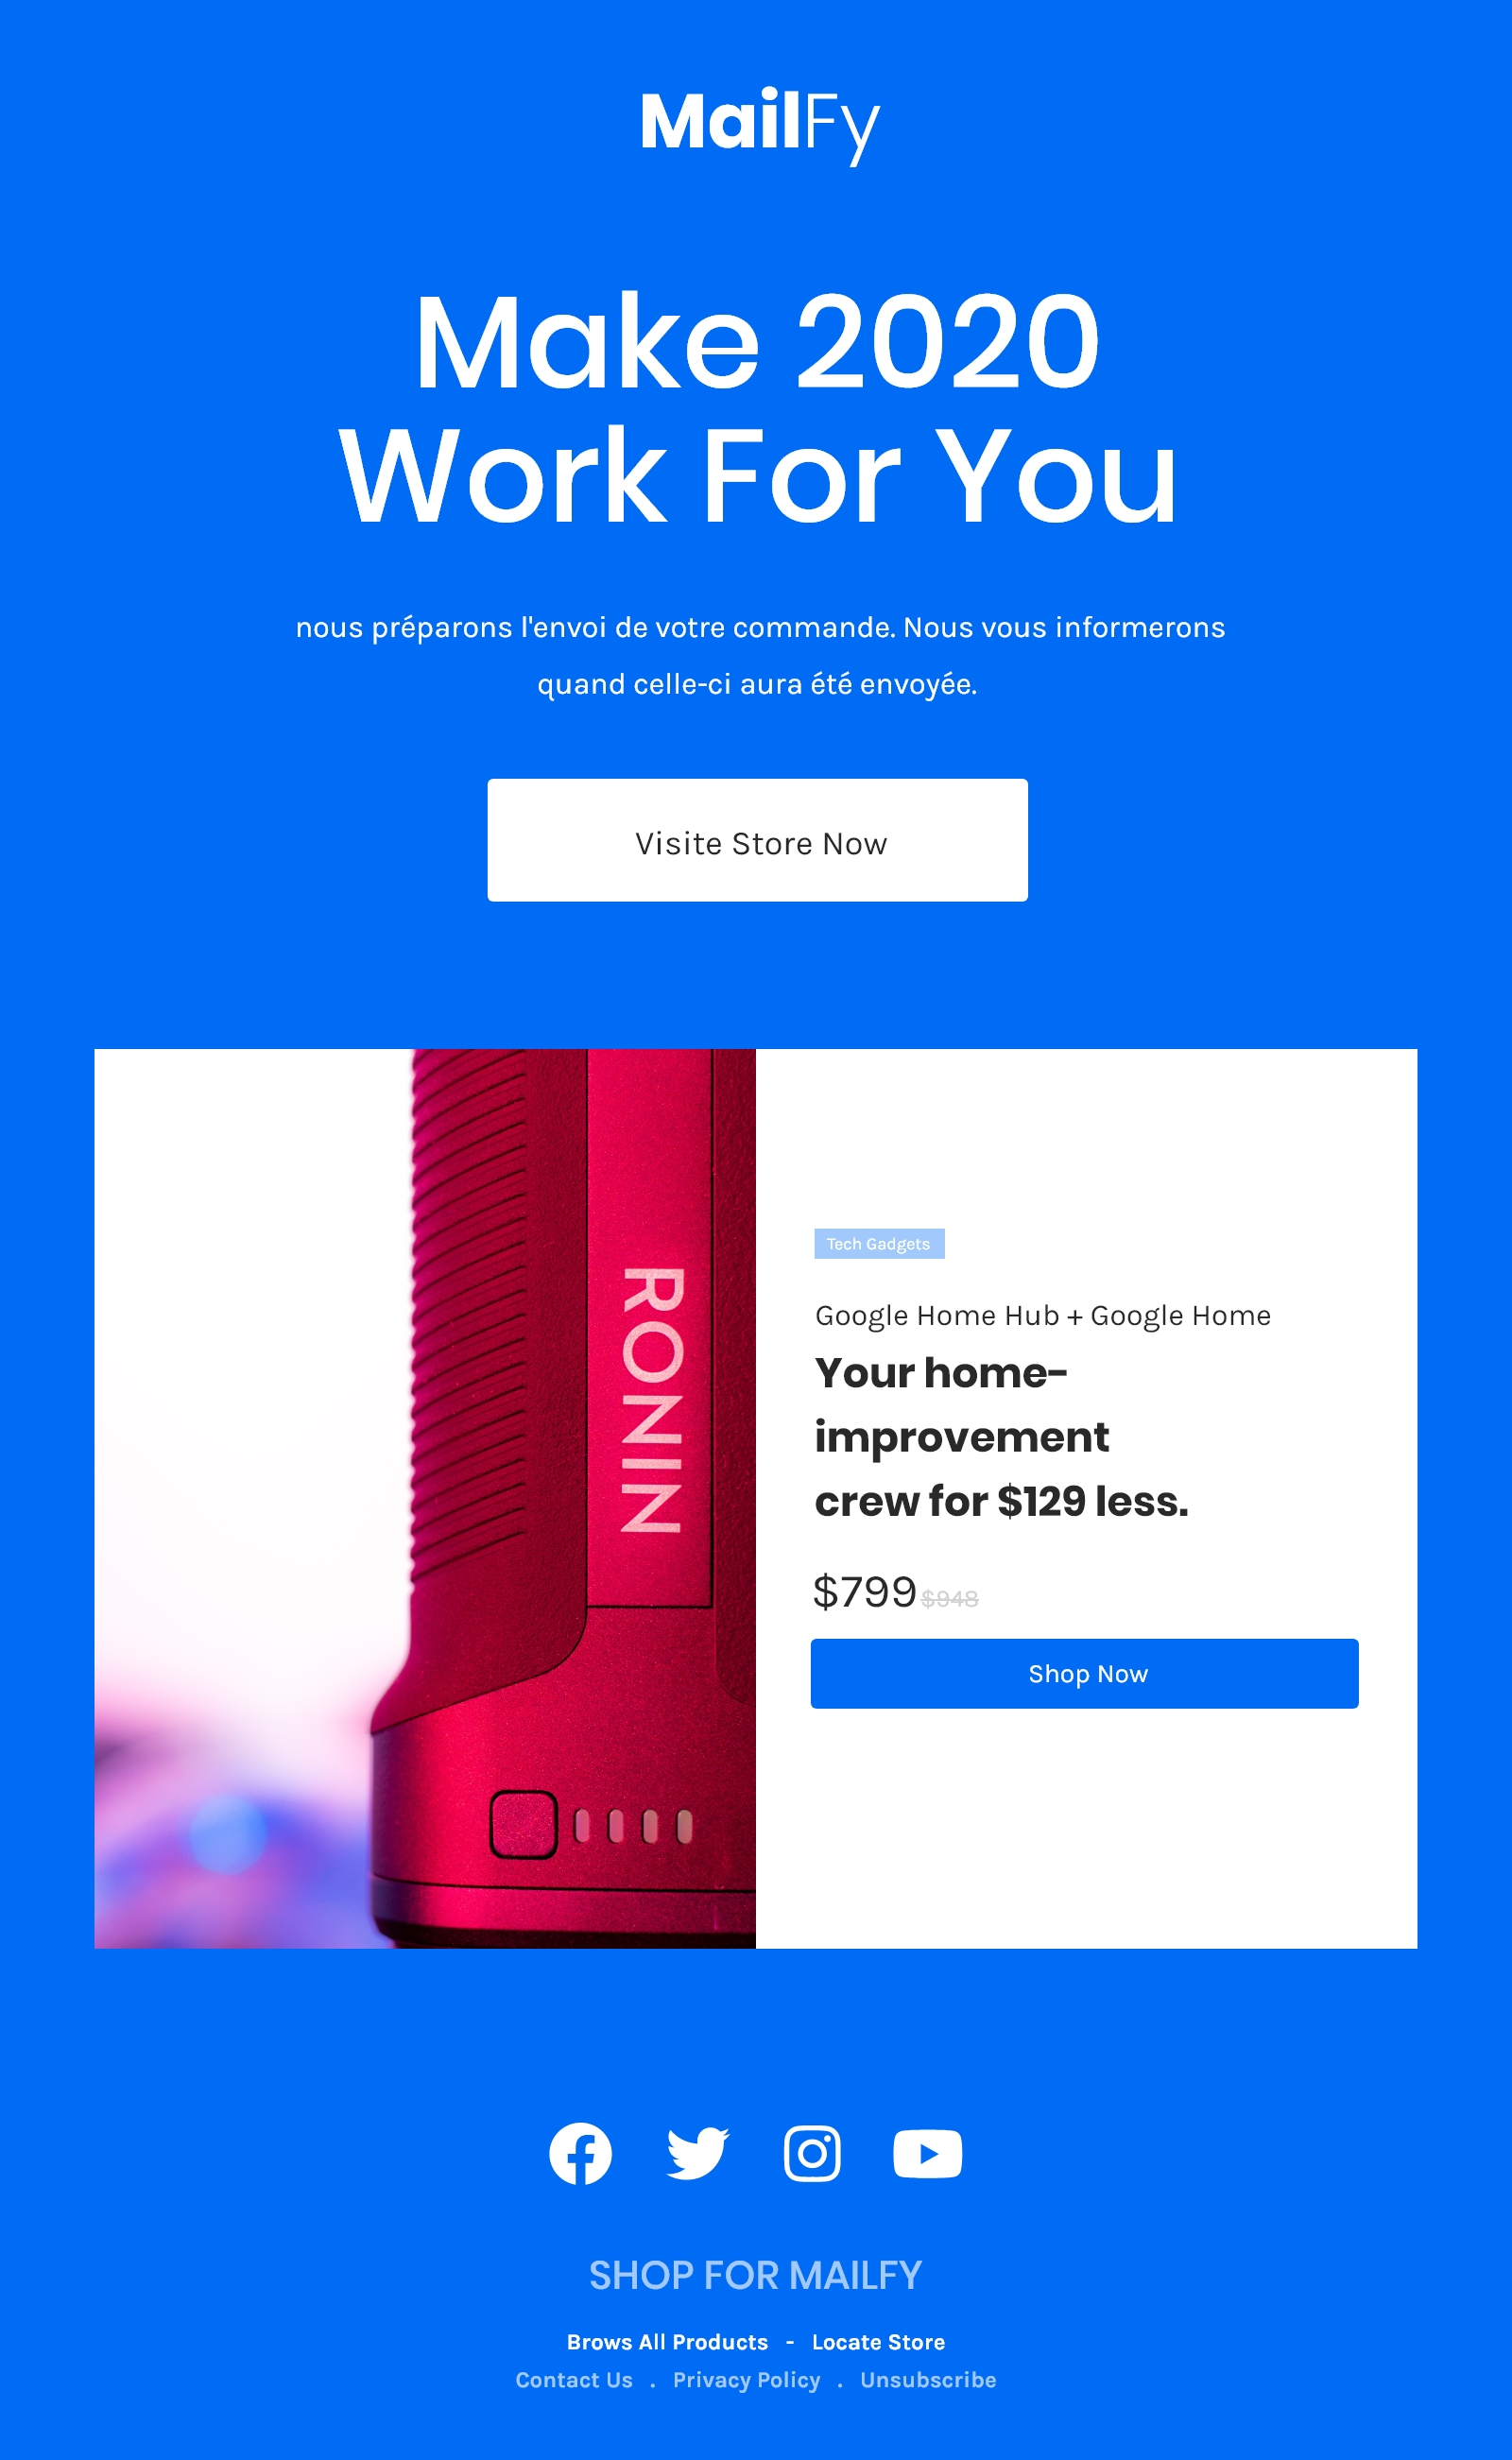 MailFy
Make 2020
Work For You
nous préparons l'envoi de votre commande. Nous vous informerons
quand celle-ci aura été envoyée.
Visite Store Now
RONIN
Tech Gadgets
Google Home Hub + Google Home
Your home-
improvement
crew for $129 less.
$799 $948
Shop Now
SHOP FOR MAILFY
Brows All Products - Locate Store
Contact Us . Privacy Policy . Unsubscribe